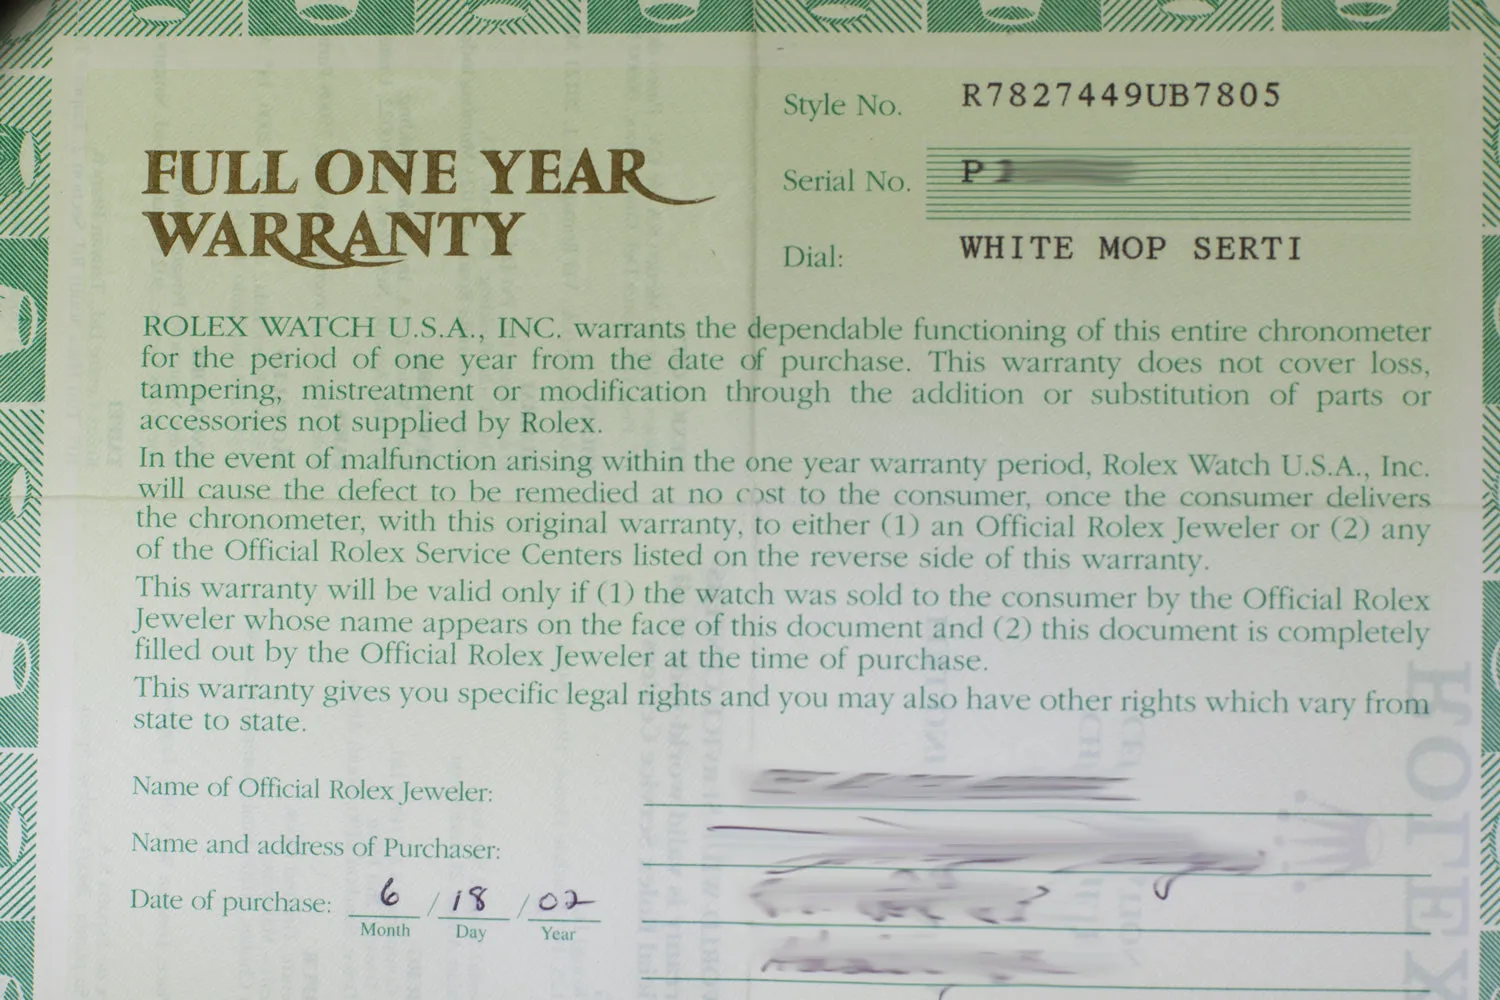 FULL ONE YEAR
WARRANTY
Style No. R7827449UB7805
Serial No. P
Dial: WHITE MOP SERTI
ROLEX WATCH U.S.A., INC. warrants the dependable functioning of this entire chronometer
for the period of one year from the date of purchase. This warranty does not cover loss,
tampering, mistreatment or modification through the addition or substitution of parts or
accessories not supplied by Rolex.
In the event of malfunction arising within the one year warranty period, Rolex Watch U.S.A., Inc.
will cause the defect to be remedied at no cost to the consumer, once the consumer delivers
the chronometer, with this original warranty, to either (1) an Official Rolex Jeweler or (2) any
of the Official Rolex Service Centers listed on the reverse side of this warranty.
This warranty will be valid only if (1) the watch was sold to the consumer by the Official Rolex
Jeweler whose name appears on the face of this document and (2) this document is completely
filled out by the Official Rolex Jeweler at the time of purchase.
This warranty gives you specific legal rights and you may also have other rights which vary from
state to state.
Name of Official Rolex Jeweler:
Name and address of Purchaser:
Date of purchase: 6 / 18 / 02
Month Day Year
ROLEX